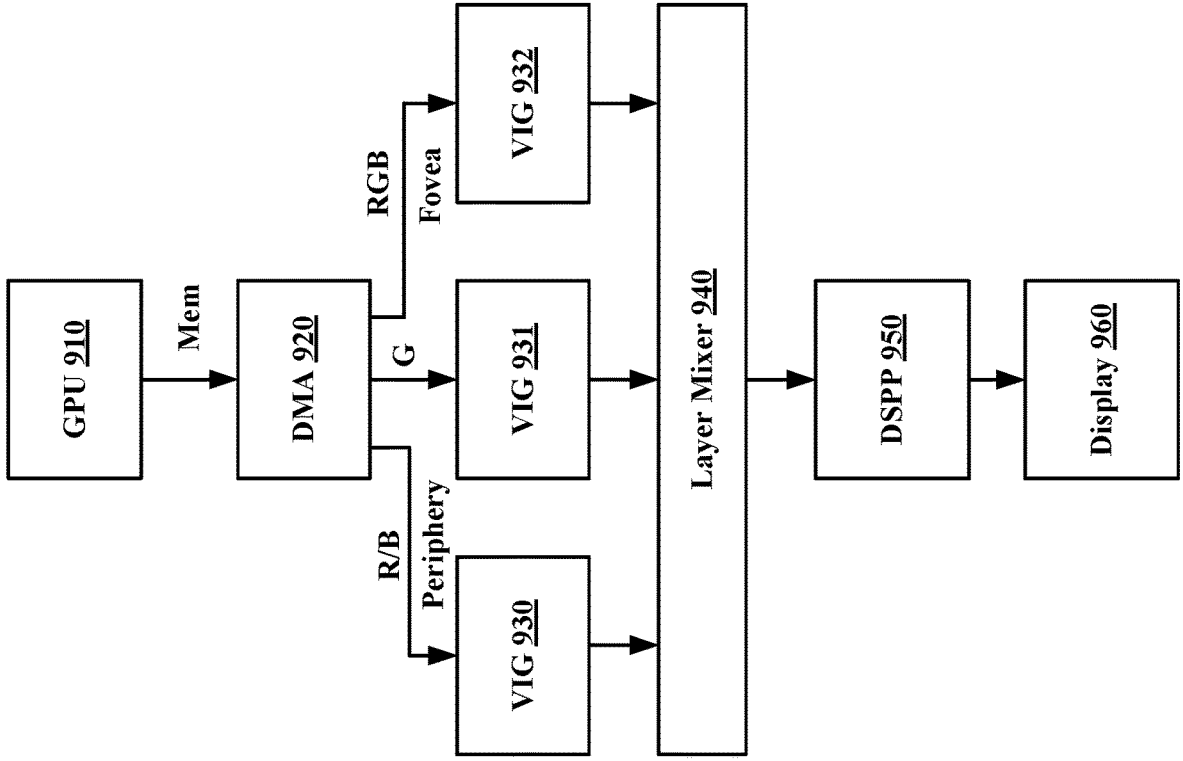 GPU 910
Mem
DMA 920
R/B
Periphery
G
RGB
Fovea
VIG 930
VIG 931
VIG 932
Layer Mixer 940
DSPP 950
Display 960